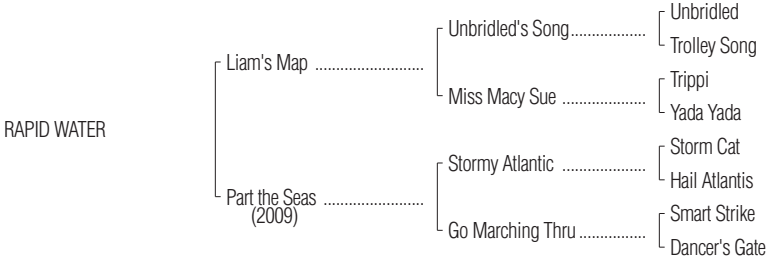 Unbridled
Unbridled's Song..................
Trolley Song
Liam's Map ..........................
Trippi
Miss Macy Sue ....................
Yada Yada
RAPID WATER
Storm Cat
Stormy Atlantic ....................
Hail Atlantis
Part the Seas ........................
(2009)
Smart Strike
Go Marching Thru................
Dancer's Gate